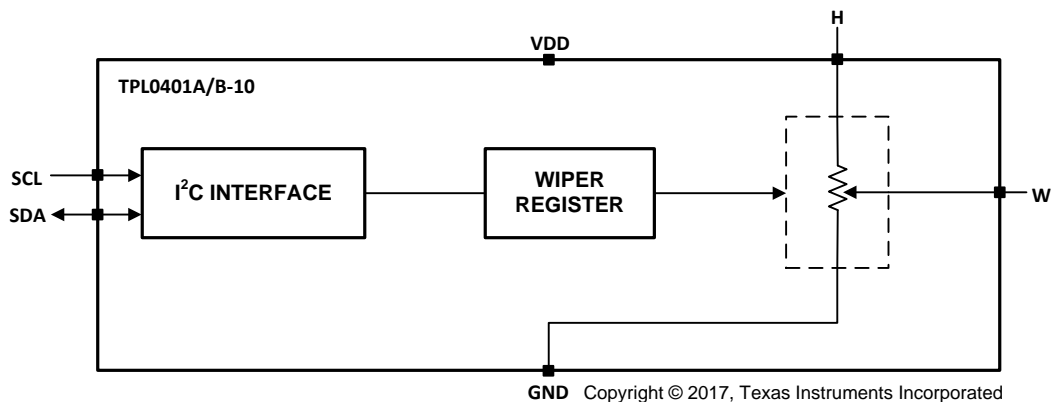 H
VDD
TPL0401A/B-10
SCL
SDA
I²C INTERFACE
WIPER
REGISTER
W
GND Copyright © 2017, Texas Instruments Incorporated